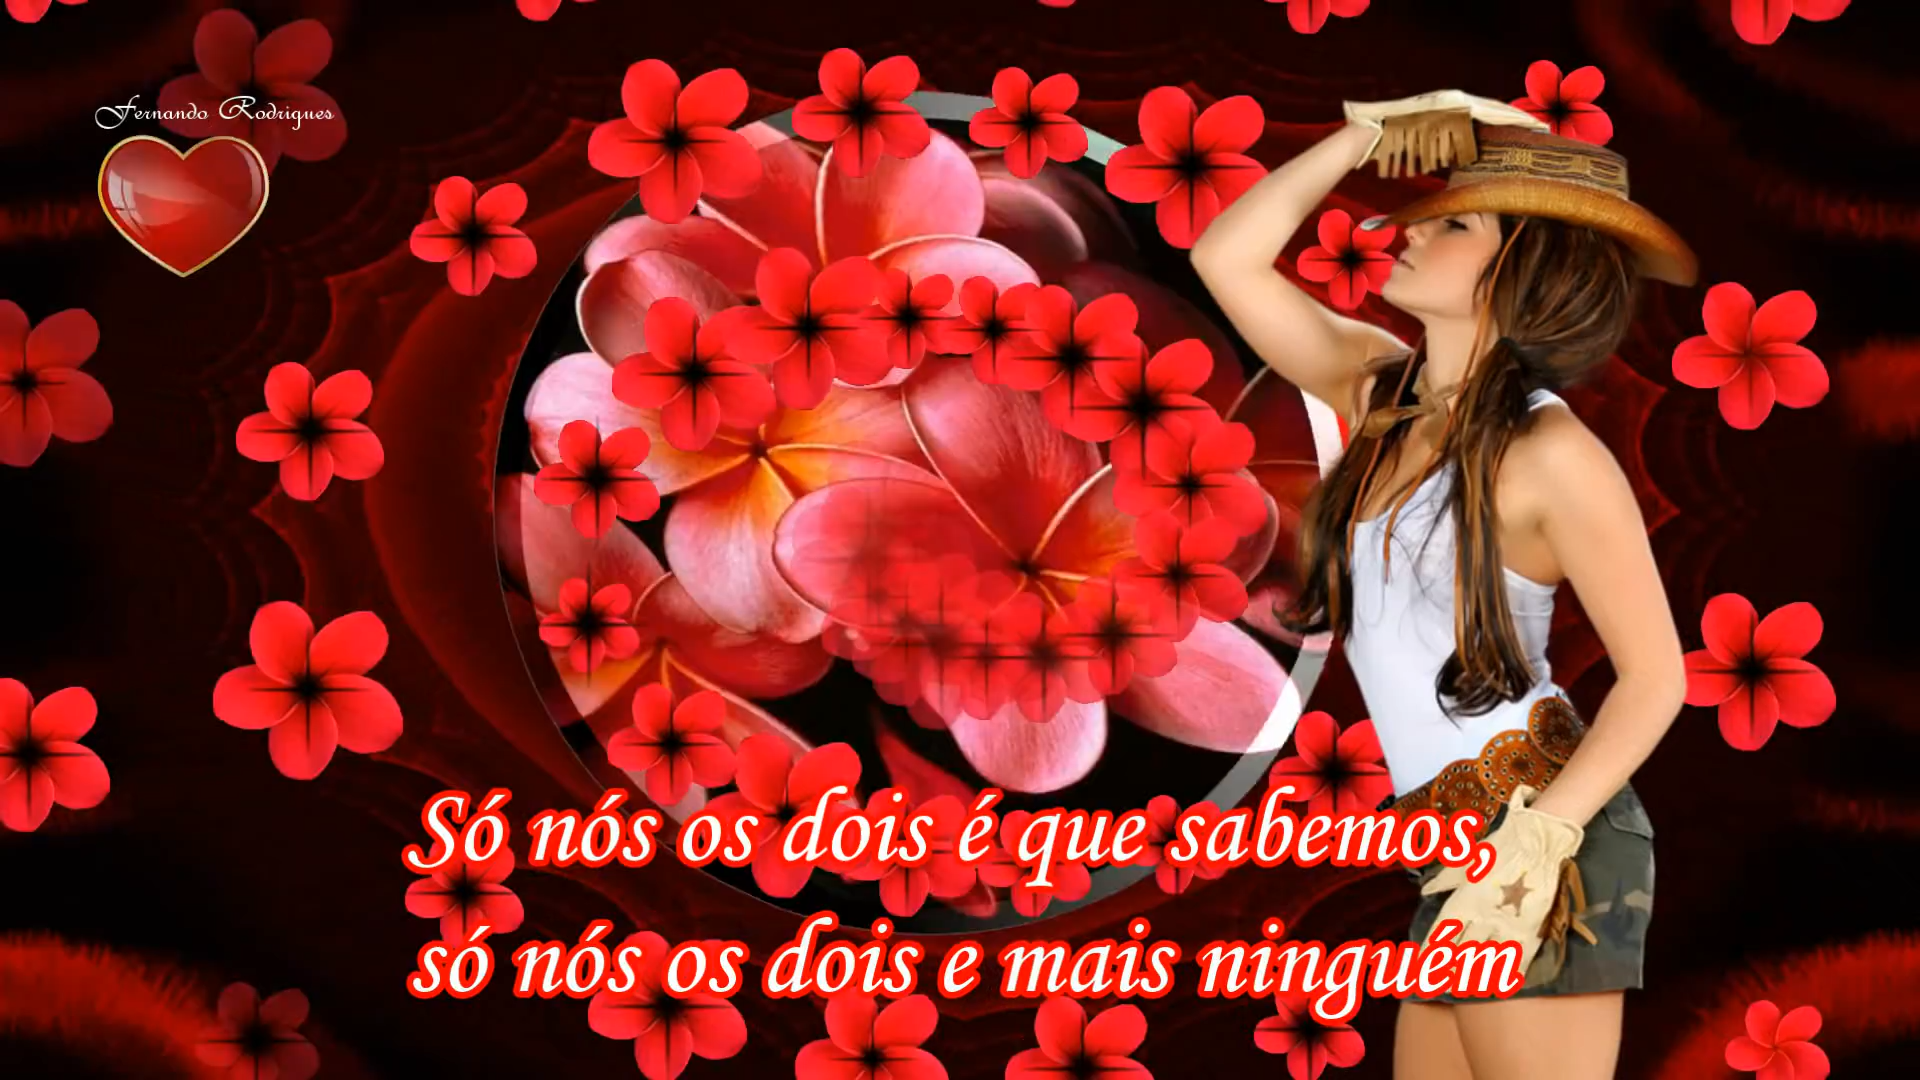 Fernando Rodrigues
Só nós os dois é que sabemos,
só nós os dois e mais ninguém